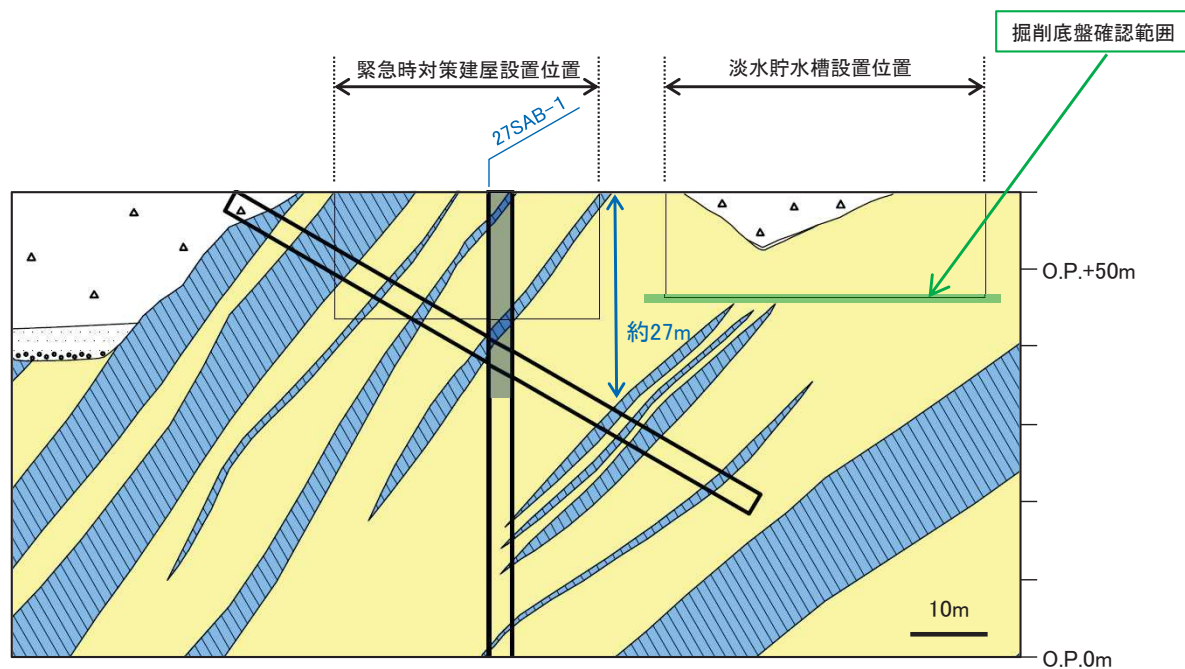 掘削底盤確認範囲
緊急時対策建屋設置位置
淡水貯水槽設置位置
27SAB-1
O.P.+50m
約27m
10m
O.P.0m